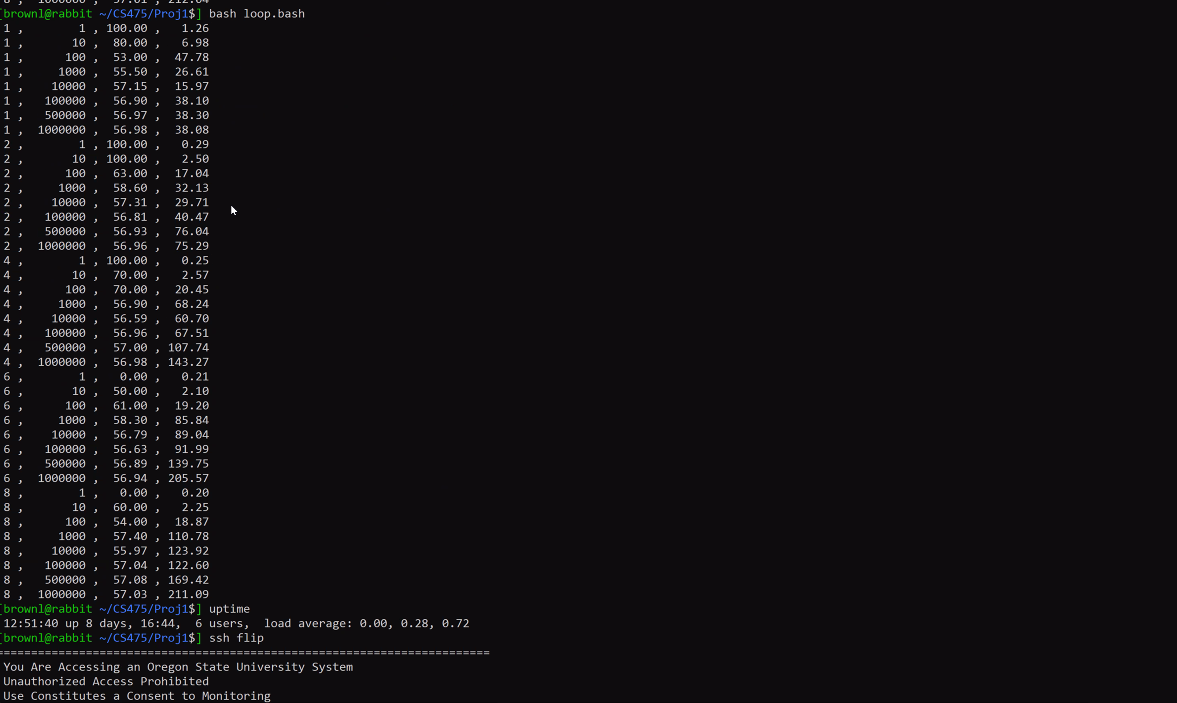 [brownl@rabbit ~/CS475/Proj1$] bash loop.bash
1 ,        1 , 100.00 ,   1.26
1 ,       10 ,  80.00 ,   6.98
1 ,      100 ,  53.00 ,  47.78
1 ,     1000 ,  55.50 ,  26.61
1 ,    10000 ,  57.15 ,  15.97
1 ,   100000 ,  56.90 ,  38.10
1 ,   500000 ,  56.97 ,  38.30
1 ,  1000000 ,  56.98 ,  38.08
2 ,        1 , 100.00 ,   0.29
2 ,       10 , 100.00 ,   2.50
2 ,      100 ,  63.00 ,  17.04
2 ,     1000 ,  58.60 ,  32.13
2 ,    10000 ,  57.31 ,  29.71
2 ,   100000 ,  56.81 ,  40.47
2 ,   500000 ,  56.93 ,  76.04
2 ,  1000000 ,  56.96 ,  75.29
4 ,        1 , 100.00 ,   0.25
4 ,       10 ,  70.00 ,   2.57
4 ,      100 ,  70.00 ,  20.45
4 ,     1000 ,  56.90 ,  68.24
4 ,    10000 ,  56.59 ,  60.70
4 ,   100000 ,  56.96 ,  67.51
4 ,   500000 ,  57.00 , 107.74
4 ,  1000000 ,  56.98 , 143.27
6 ,        1 ,   0.00 ,   0.21
6 ,       10 ,  50.00 ,   2.10
6 ,      100 ,  61.00 ,  19.20
6 ,     1000 ,  58.30 ,  85.84
6 ,    10000 ,  56.79 ,  89.04
6 ,   100000 ,  56.63 ,  91.99
6 ,   500000 ,  56.89 , 139.75
6 ,  1000000 ,  56.94 , 205.57
8 ,        1 ,   0.00 ,   0.20
8 ,       10 ,  60.00 ,   2.25
8 ,      100 ,  54.00 ,  18.87
8 ,     1000 ,  57.40 , 110.78
8 ,    10000 ,  55.97 , 123.92
8 ,   100000 ,  57.04 , 122.60
8 ,   500000 ,  57.08 , 169.42
8 ,  1000000 ,  57.03 , 211.09
[brownl@rabbit ~/CS475/Proj1$] uptime
12:51:40 up 8 days, 16:44,  6 users,  load average: 0.00, 0.28, 0.72
[brownl@rabbit ~/CS475/Proj1$] ssh flip
======================================================================
You Are Accessing an Oregon State University System
Unauthorized Access Prohibited
Use Constitutes a Consent to Monitoring